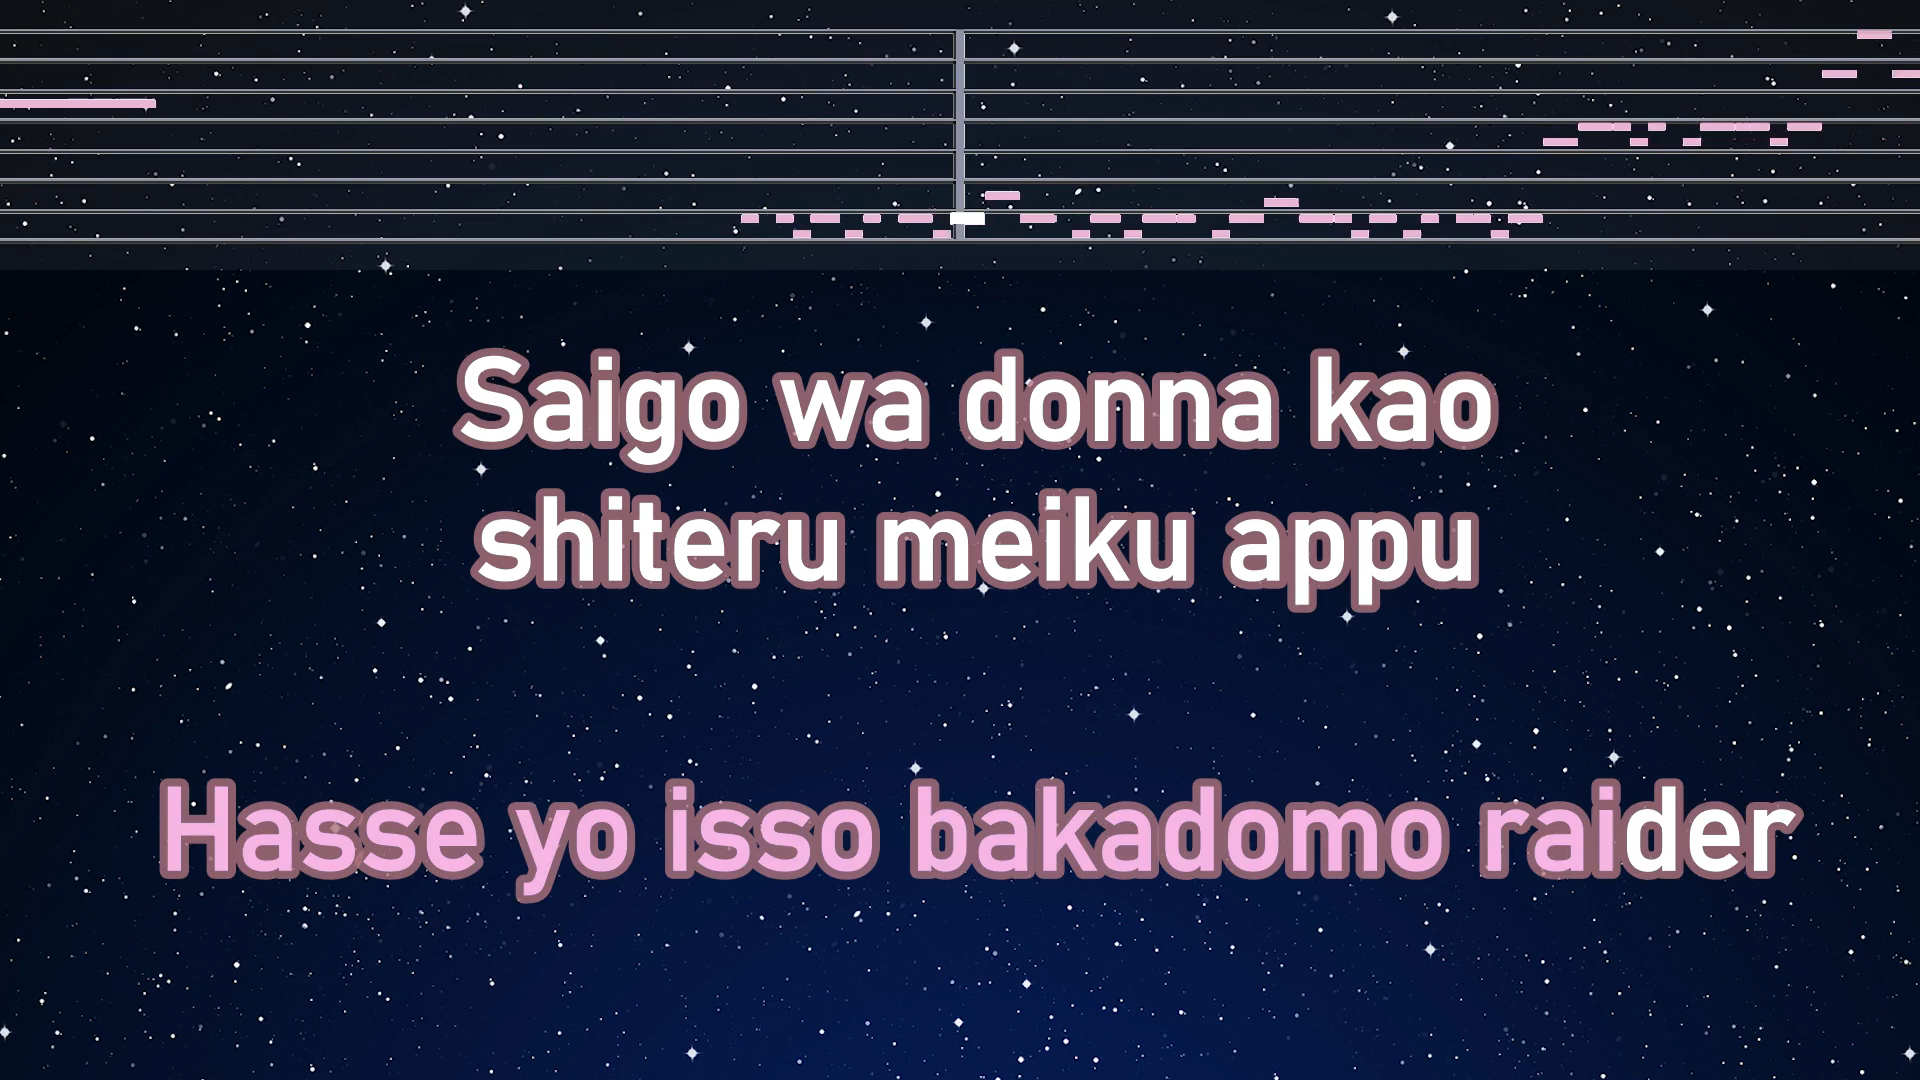 Saigo wa donna kao
shiteru meiku appu
Hasse yo isso bakadomo raider